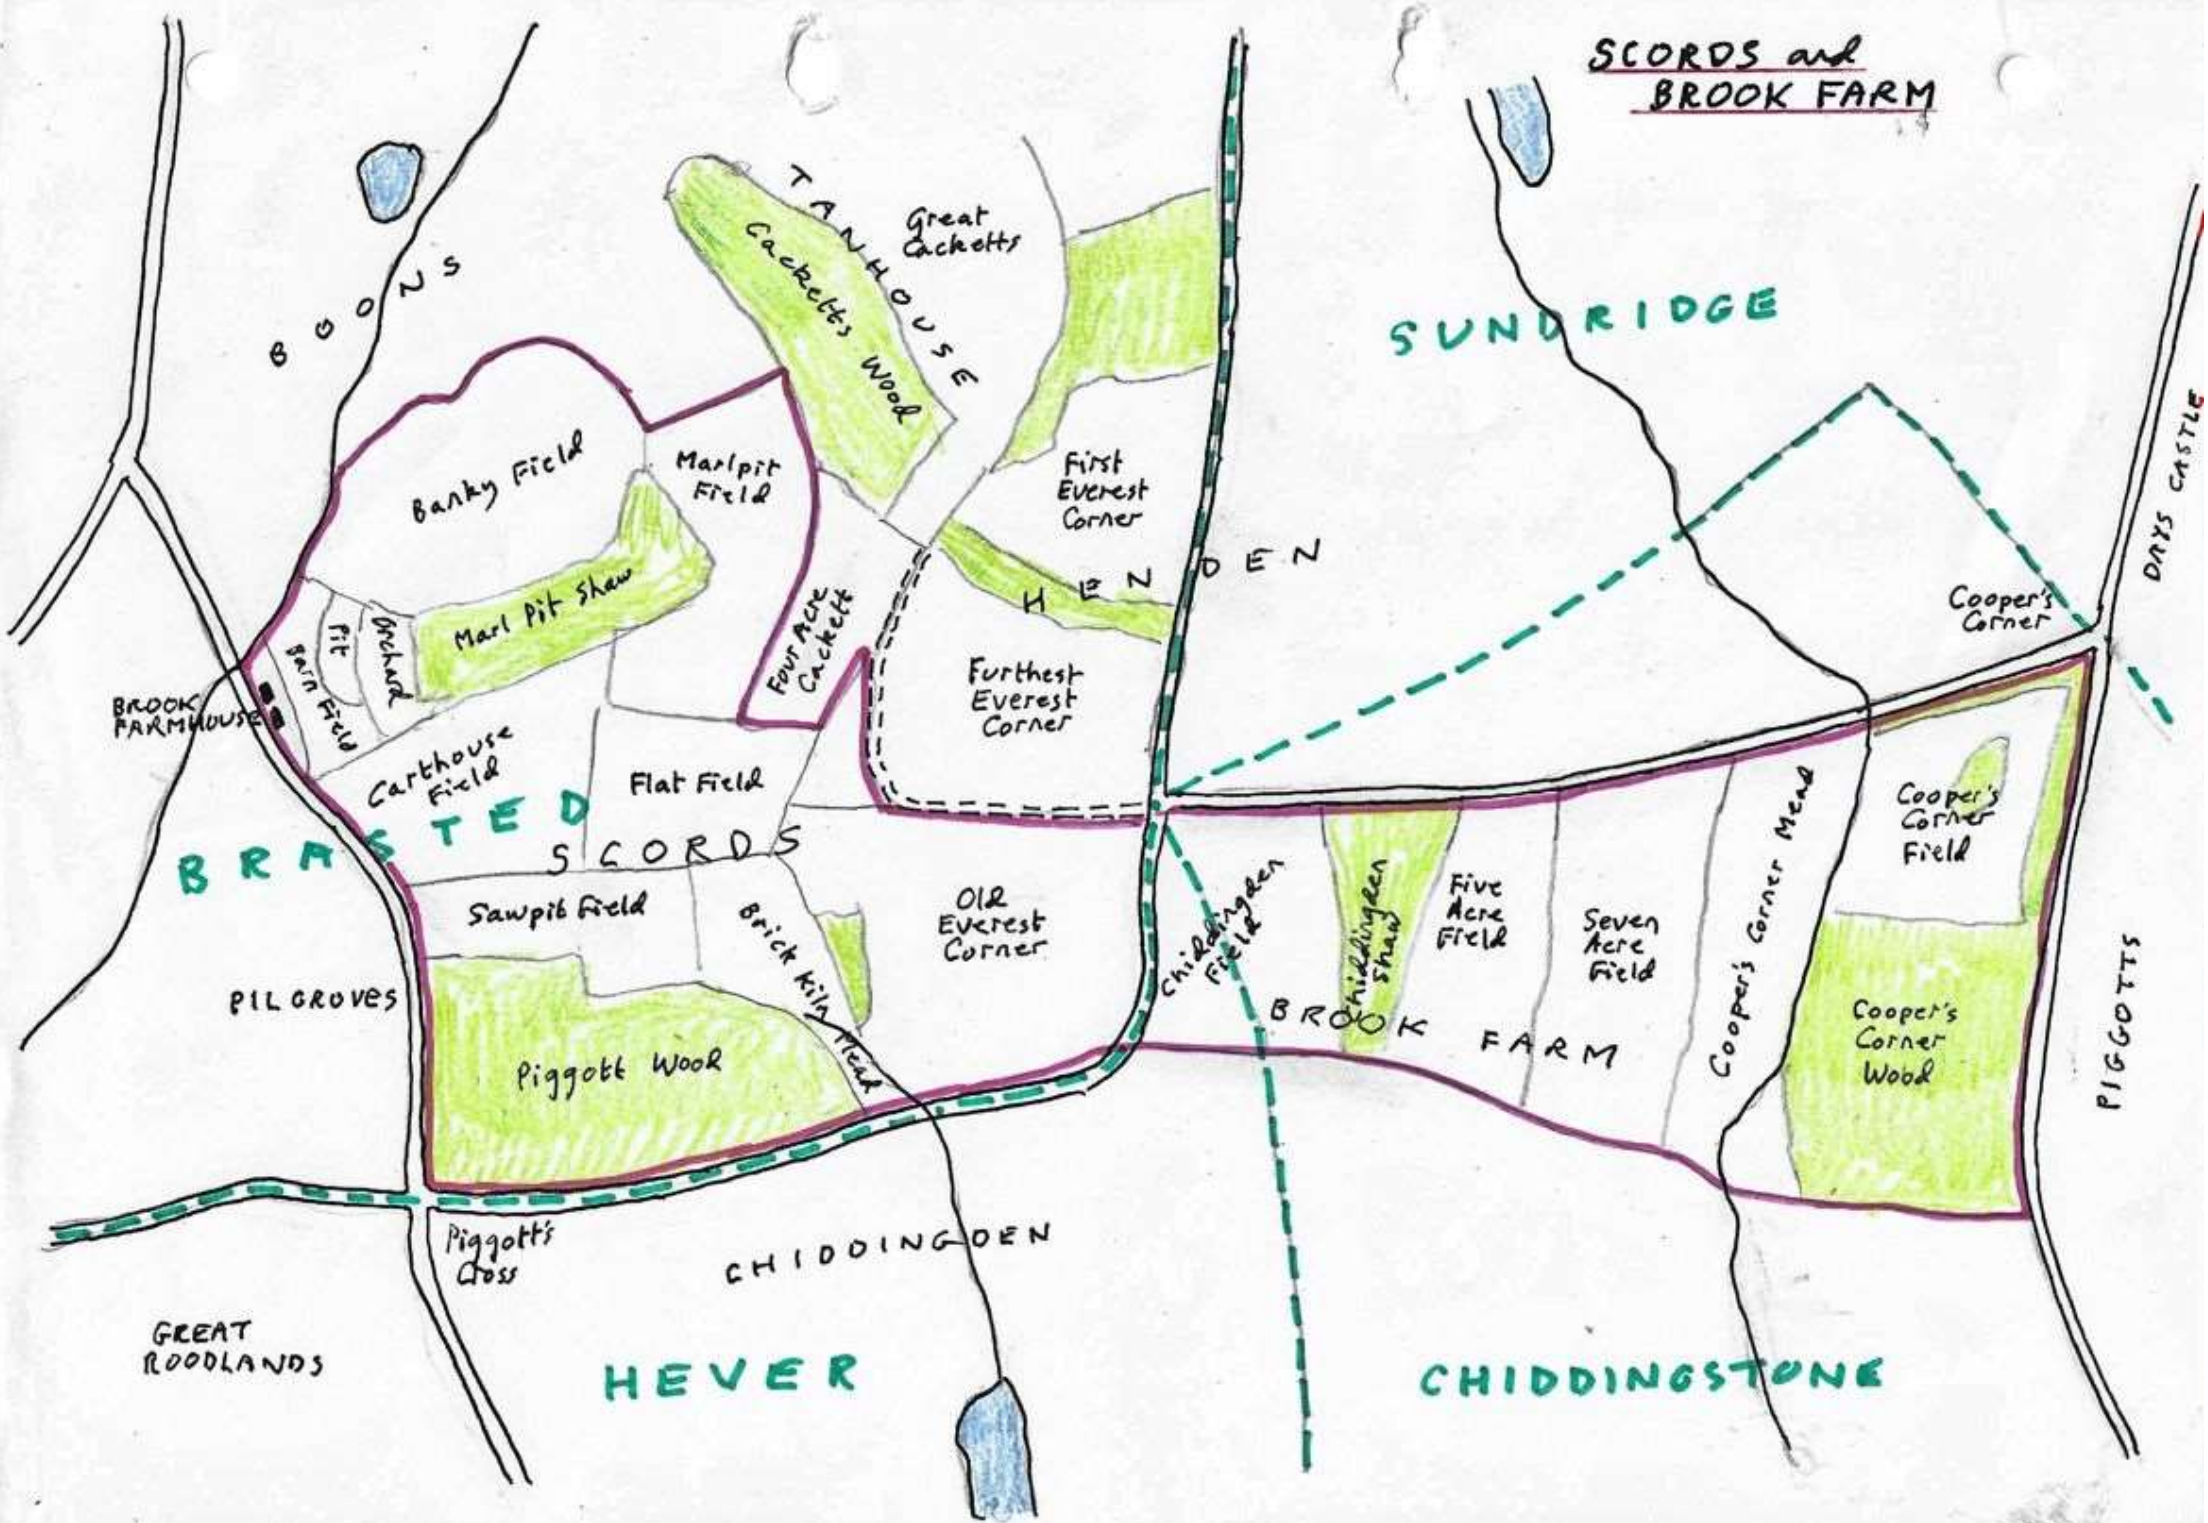 SCORDS and
BROOK FARM
BGONS
TANHOUSE
Great
Cacketts
Cacketts Wood
SUNDRIDGE
DRYS CASTLE
Banky Field
Marlpit
Field
First
Everest
Corner
HENDEN
Cooper's
Corner
Marl Pit Shaw
Pit
Orchard
Barn Field
Four Acre
Cackett
Furthest
Everest
Corner
BROOK
FARMHOUSE
Carthouse
Field
Flat Field
BRASTED
SCORDS
Cooper's
Corner
Field
Cooper's Corner Mead
Sawpit Field
Brick Kiln Mead
Old
Everest
Corner
Chiddingden
Field
Chiddingden
Shaw
Five
Acre
Field
Seven
Acre
Field
PILGROVES
BROOK FARM
Cooper's
Corner
Wood
PIGGOTTS
Piggott Wood
Piggott's
Cross
CHIDDINGDEN
GREAT
ROODLANDS
HEVER
CHIDDINGSTONE